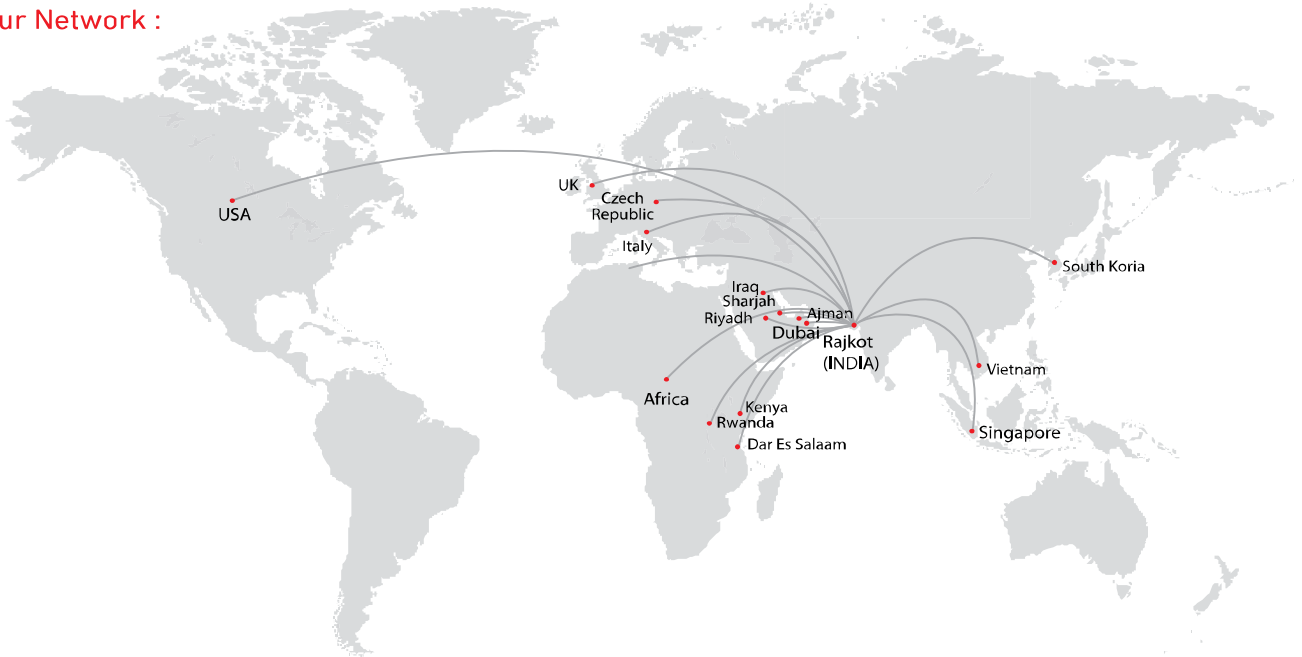 ur Network :
UK
Czech
Republic
USA
Italy
South Koria
Iraq
Sharjah
Riyadh
Ajman
Dubai
Rajkot
(INDIA)
Vietnam
Africa
Kenya
Rwanda
Singapore
Dar Es Salaam